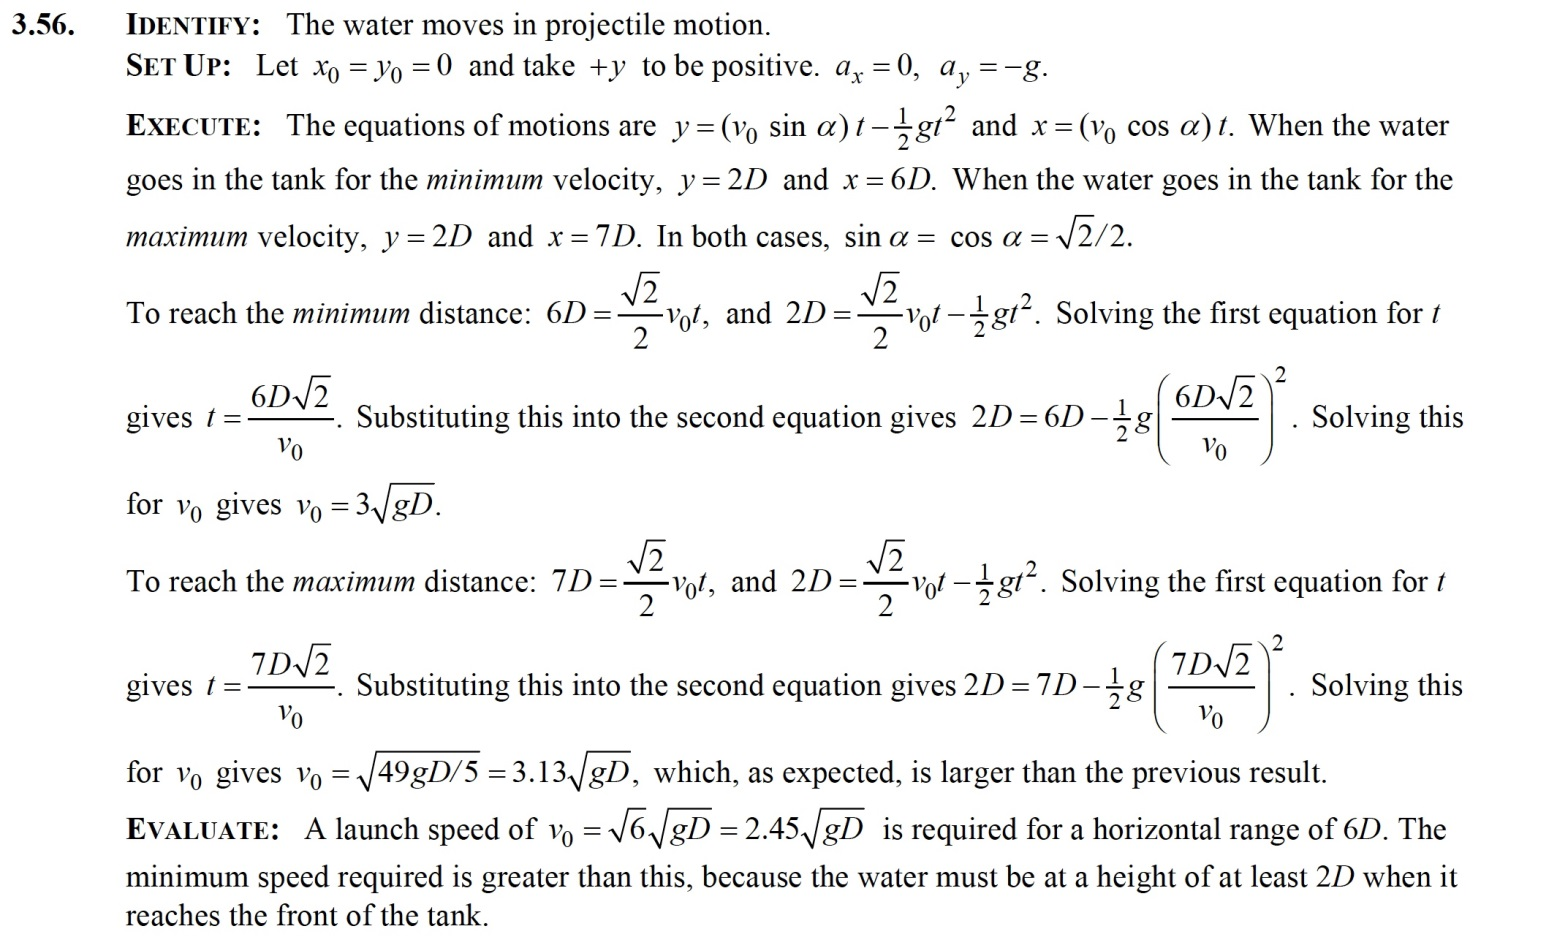 3.56. IDENTIFY: The water moves in projectile motion.
SET UP: Let x₀ = y₀ = 0 and take +y to be positive. aₓ = 0, a_y = −g.
EXECUTE: The equations of motions are y = (v₀ sin α) t − ½gt² and x = (v₀ cos α) t. When the water
goes in the tank for the minimum velocity, y = 2D and x = 6D. When the water goes in the tank for the
maximum velocity, y = 2D and x = 7D. In both cases, sin α = cos α = √2/2.
To reach the minimum distance: 6D = (√2/2)v₀t, and 2D = (√2/2)v₀t − ½gt². Solving the first equation for t
gives t = 6D√2/v₀. Substituting this into the second equation gives 2D = 6D − ½g(6D√2/v₀)². Solving this
for v₀ gives v₀ = 3√(gD).
To reach the maximum distance: 7D = (√2/2)v₀t, and 2D = (√2/2)v₀t − ½gt². Solving the first equation for t
gives t = 7D√2/v₀. Substituting this into the second equation gives 2D = 7D − ½g(7D√2/v₀)². Solving this
for v₀ gives v₀ = √(49gD/5) = 3.13√(gD), which, as expected, is larger than the previous result.
EVALUATE: A launch speed of v₀ = √6√(gD) = 2.45√(gD) is required for a horizontal range of 6D. The
minimum speed required is greater than this, because the water must be at a height of at least 2D when it
reaches the front of the tank.